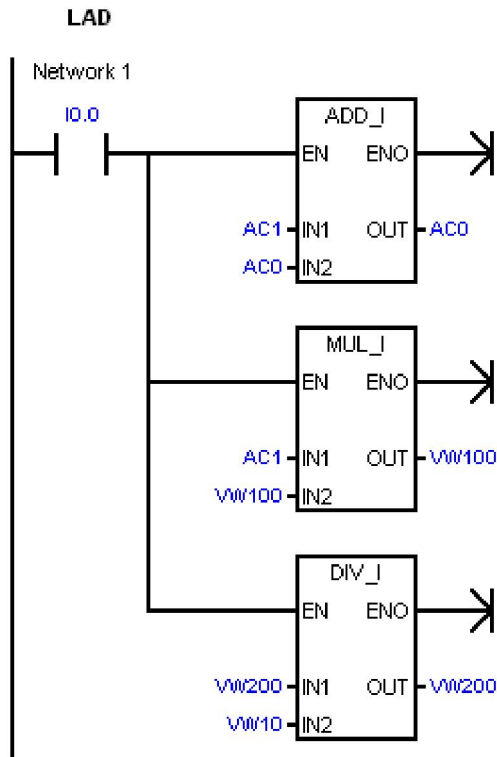 LAD
Network 1
I0.0
ADD_I
EN ENO
AC1 IN1 OUT AC0
AC0 IN2
MUL_I
EN ENO
AC1 IN1 OUT VW100
VW100 IN2
DIV_I
EN ENO
VW200 IN1 OUT VW200
VW10 IN2